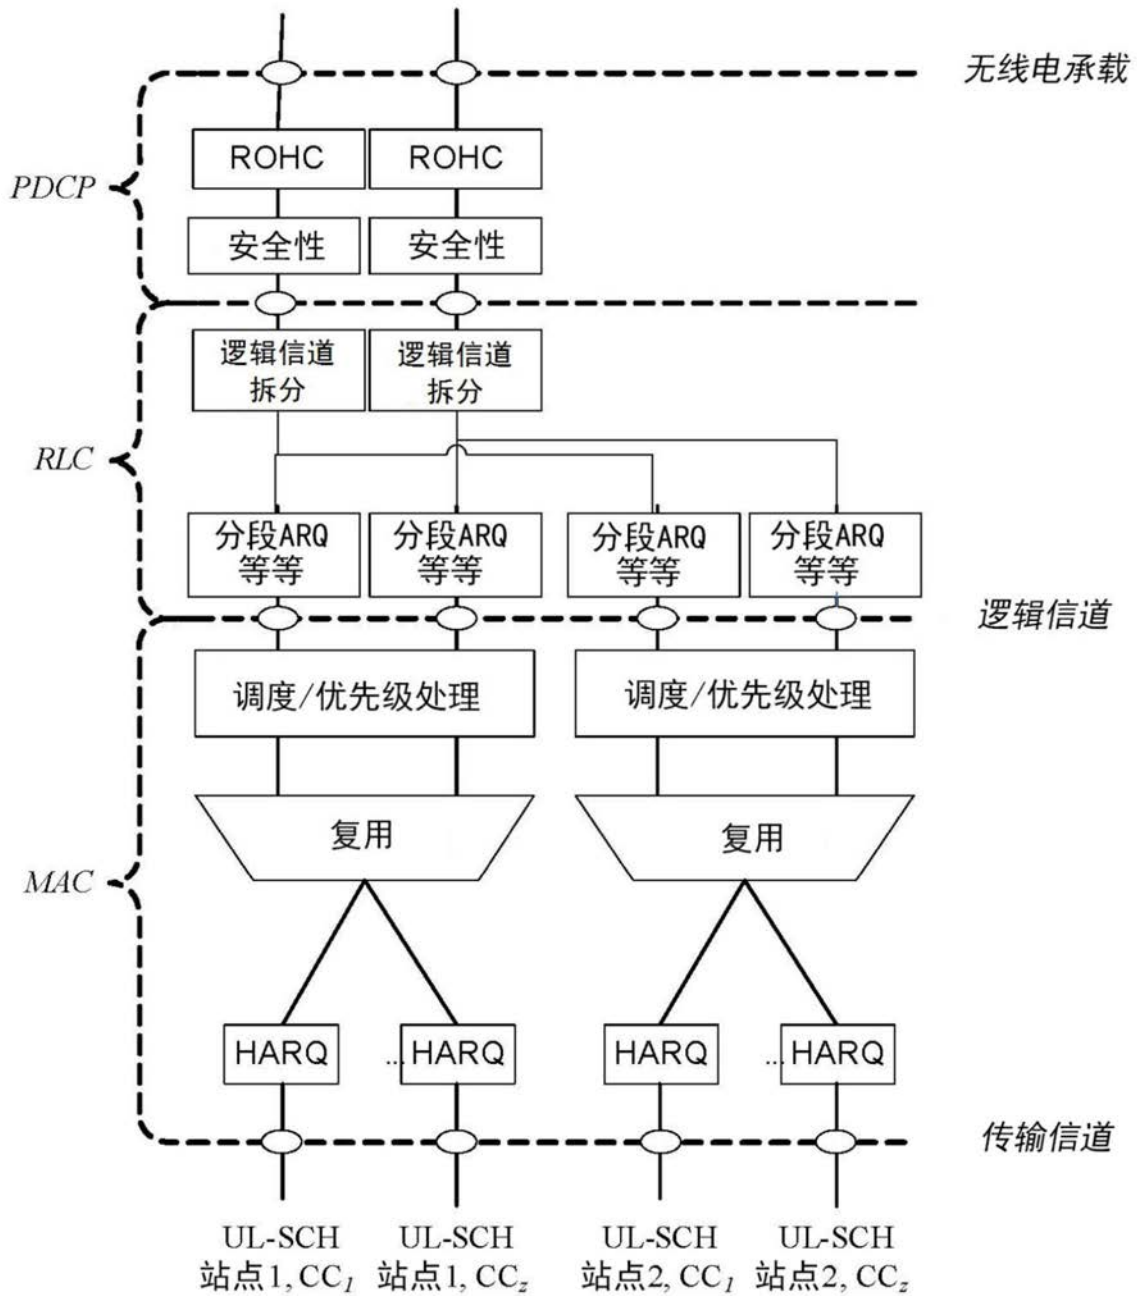 无线电承载
PDCP
ROHC
ROHC
安全性
安全性
RLC
逻辑信道
拆分
逻辑信道
拆分
分段ARQ
等等
分段ARQ
等等
分段ARQ
等等
分段ARQ
等等
逻辑信道
MAC
调度/优先级处理
调度/优先级处理
复用
复用
HARQ
...HARQ
HARQ
...HARQ
传输信道
UL-SCH
站点1, CC1
UL-SCH
站点1, CCz
UL-SCH
站点2, CC1
UL-SCH
站点2, CCz